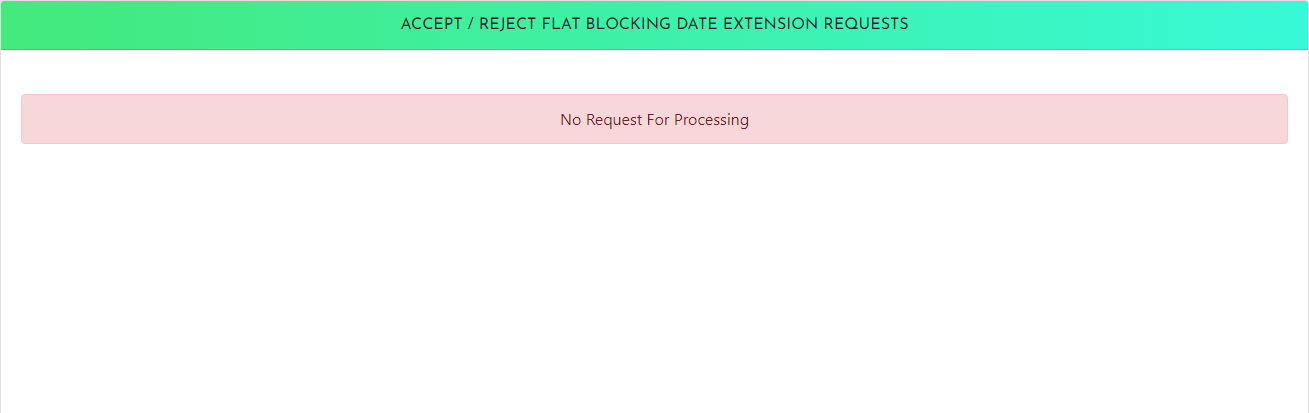 ACCEPT / REJECT FLAT BLOCKING DATE EXTENSION REQUESTS
No Request For Processing